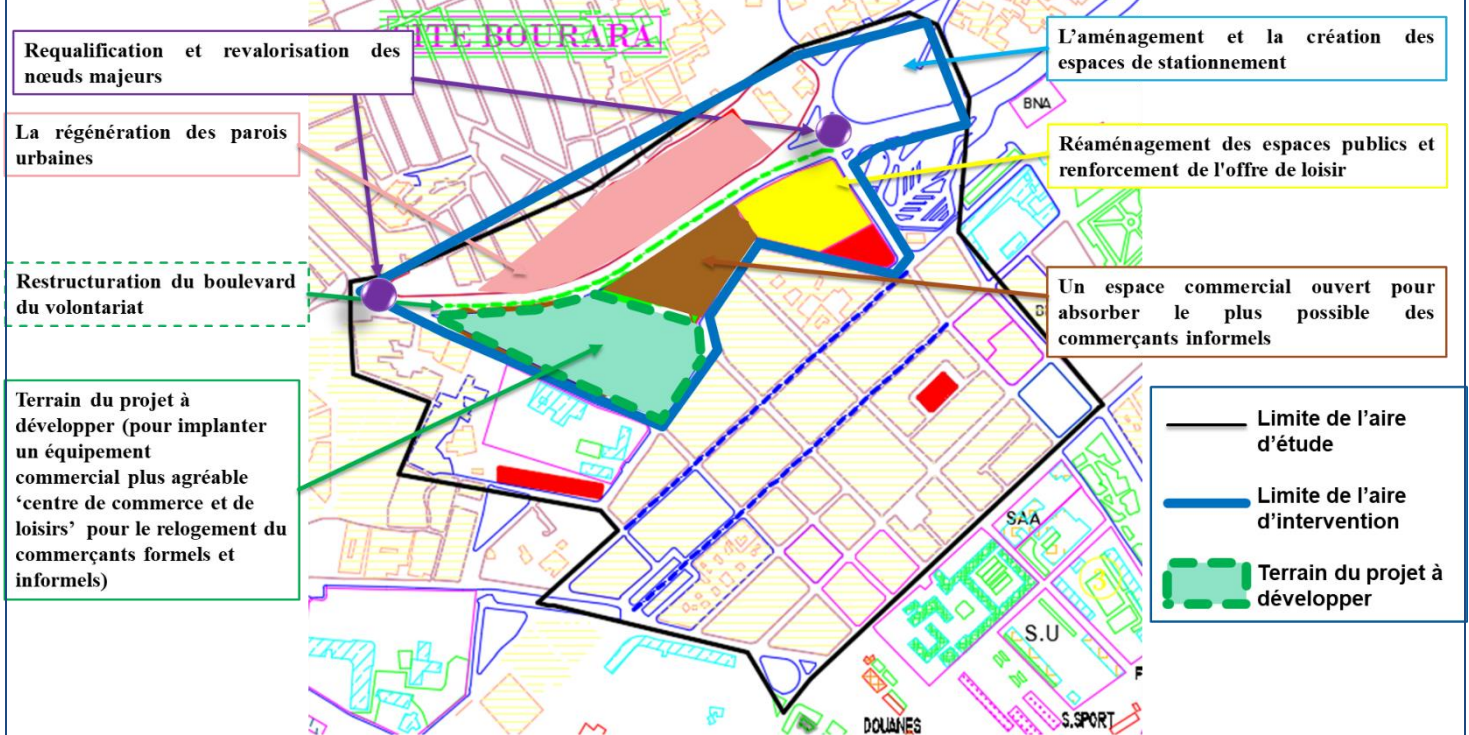 CITE BOURARA
Requalification et revalorisation des
nœuds majeurs
La régénération des parois
urbaines
Restructuration du boulevard
du volontariat
Terrain du projet à
développer (pour implanter
un équipement
commercial plus agréable
‘centre de commerce et de
loisirs’ pour le relogement du
commerçants formels et
informels)
L’aménagement et la création des
espaces de stationnement
BNA
Réaménagement des espaces publics et
renforcement de l'offre de loisir
Un espace commercial ouvert pour
absorber le plus possible des
commerçants informels
Limite de l’aire
d’étude
Limite de l’aire
d’intervention
Terrain du projet à
développer
SAA
S.U
DOUANES
S.SPORT